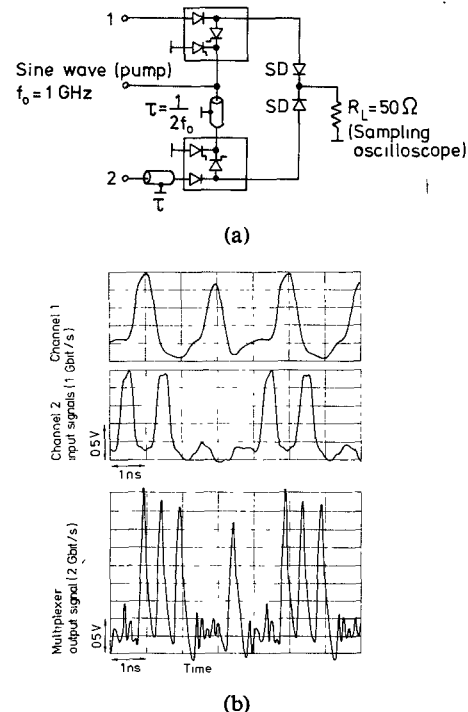 1
Sine wave (pump)
f₀ = 1 GHz
τ = 1/2f₀
2
τ
SD
SD
R_L = 50 Ω
(Sampling
oscilloscope)
(a)
Channel 1
Channel 2
input signals (1 Gbit/s)
0.5V
1ns
Multiplexer
output signal (2 Gbit/s)
0.5V
1ns
Time
(b)